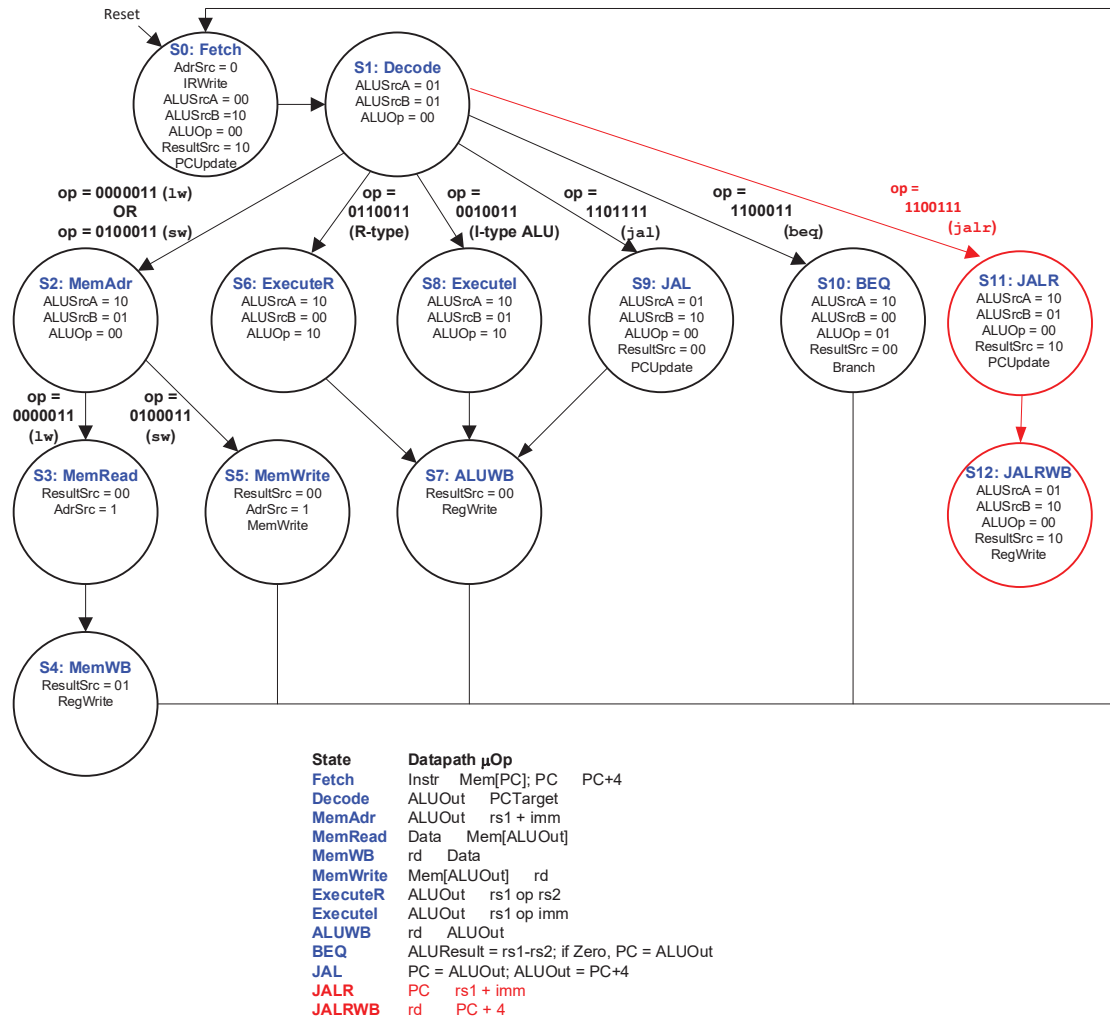 Reset
S0: Fetch
AdrSrc = 0
IRWrite
ALUSrcA = 00
ALUSrcB =10
ALUOp = 00
ResultSrc = 10
PCUpdate
S1: Decode
ALUSrcA = 01
ALUSrcB = 01
ALUOp = 00
op = 0000011 (lw)
OR
op = 0100011 (sw)
op =
0110011
(R-type)
op =
0010011
(I-type ALU)
op =
1101111
(jal)
op =
1100011
(beq)
op =
1100111
(jalr)
S2: MemAdr
ALUSrcA = 10
ALUSrcB = 01
ALUOp = 00
S6: ExecuteR
ALUSrcA = 10
ALUSrcB = 00
ALUOp = 10
S8: ExecuteI
ALUSrcA = 10
ALUSrcB = 01
ALUOp = 10
S9: JAL
ALUSrcA = 01
ALUSrcB = 10
ALUOp = 00
ResultSrc = 00
PCUpdate
S10: BEQ
ALUSrcA = 10
ALUSrcB = 00
ALUOp = 01
ResultSrc = 00
Branch
S11: JALR
ALUSrcA = 10
ALUSrcB = 01
ALUOp = 00
ResultSrc = 10
PCUpdate
op =
0000011
(lw)
op =
0100011
(sw)
S3: MemRead
ResultSrc = 00
AdrSrc = 1
S5: MemWrite
ResultSrc = 00
AdrSrc = 1
MemWrite
S7: ALUWB
ResultSrc = 00
RegWrite
S12: JALRWB
ALUSrcA = 01
ALUSrcB = 10
ALUOp = 00
ResultSrc = 10
RegWrite
S4: MemWB
ResultSrc = 01
RegWrite
State Datapath µOp
Fetch Instr Mem[PC]; PC PC+4
Decode ALUOut PCTarget
MemAdr ALUOut rs1 + imm
MemRead Data Mem[ALUOut]
MemWB rd Data
MemWrite Mem[ALUOut] rd
ExecuteR ALUOut rs1 op rs2
ExecuteI ALUOut rs1 op imm
ALUWB rd ALUOut
BEQ ALUResult = rs1-rs2; if Zero, PC = ALUOut
JAL PC = ALUOut; ALUOut = PC+4
JALR PC rs1 + imm
JALRWB rd PC + 4